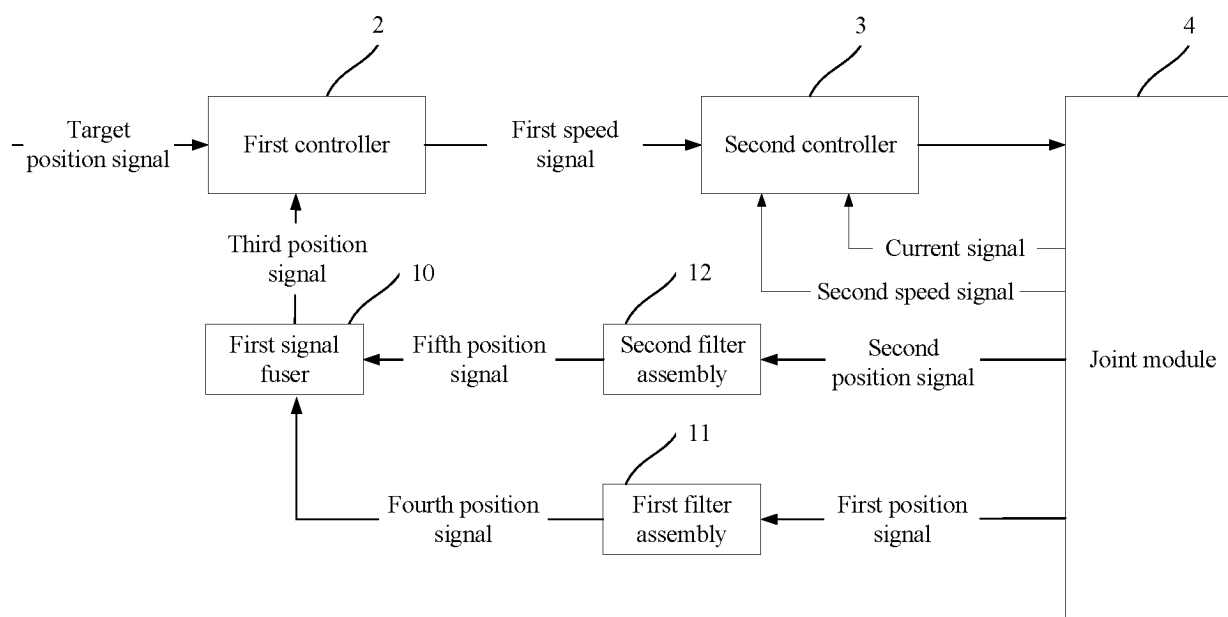 2
3
4
Target
position signal
First controller
First speed
signal
Second controller
Third position
signal
Current signal
Second speed signal
10
12
First signal
fuser
Fifth position
signal
Second filter
assembly
Second
position signal
Joint module
11
Fourth position
signal
First filter
assembly
First position
signal